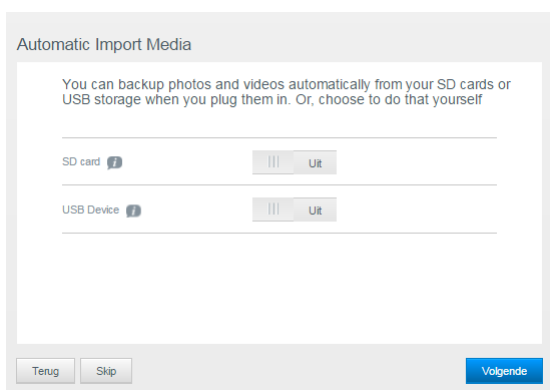 Automatic Import Media
You can backup photos and videos automatically from your SD cards or
USB storage when you plug them in. Or, choose to do that yourself
SD card
Uit
USB Device
Uit
Terug
Skip
Volgende